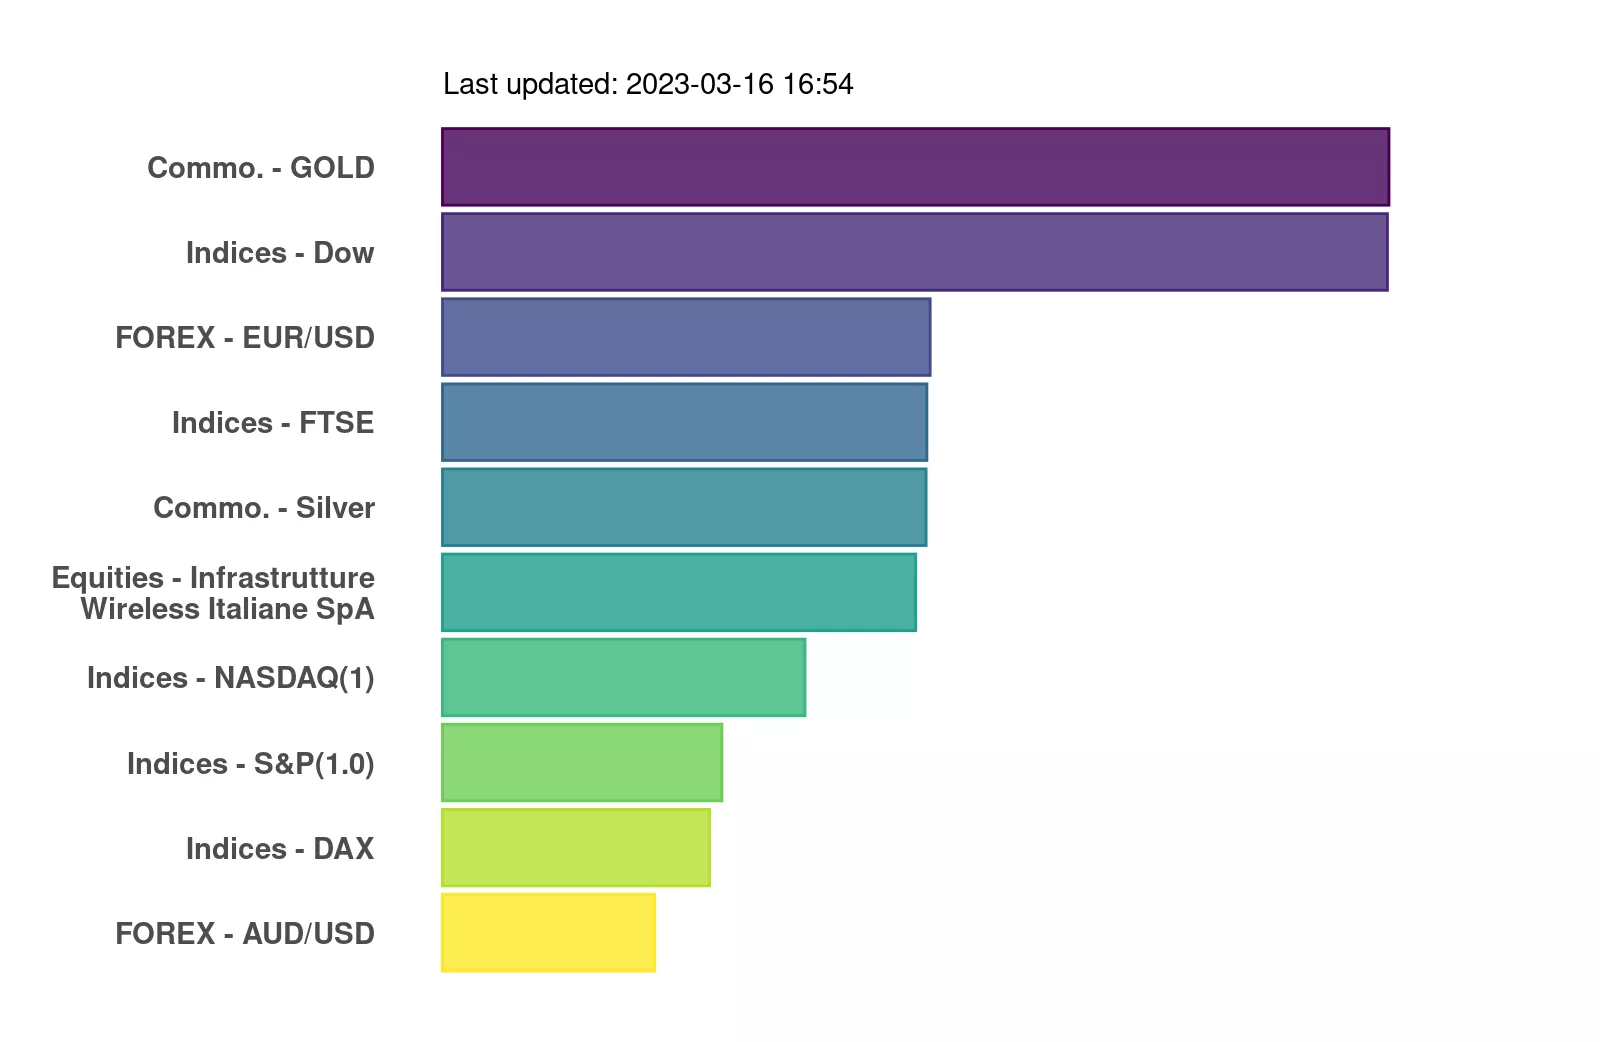 Last updated: 2023-03-16 16:54
Commo. - GOLD
Indices - Dow
FOREX - EUR/USD
Indices - FTSE
Commo. - Silver
Equities - Infrastrutture
Wireless Italiane SpA
Indices - NASDAQ(1)
Indices - S&P(1.0)
Indices - DAX
FOREX - AUD/USD